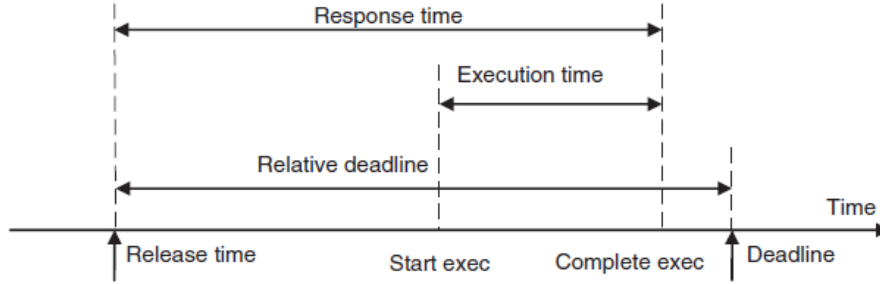 Response time
Execution time
Relative deadline
Time
Release time
Start exec
Complete exec
Deadline